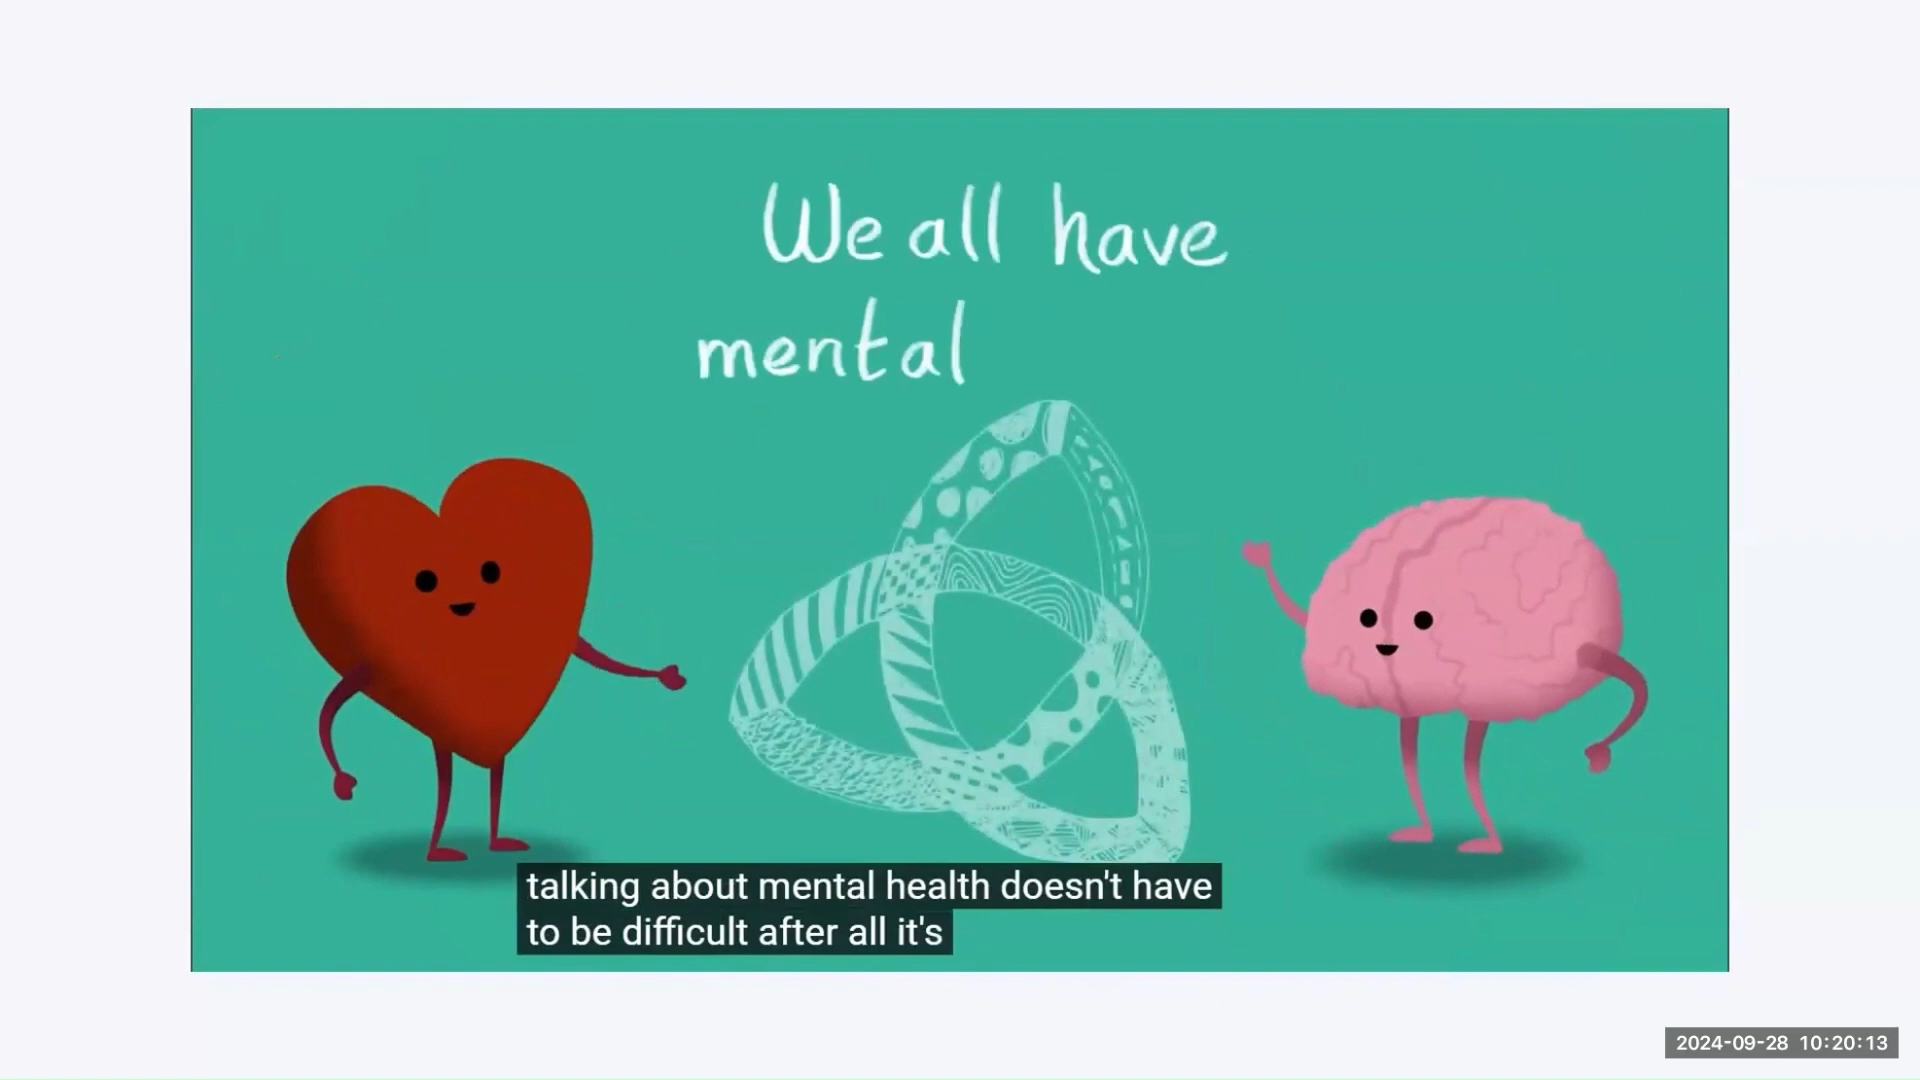 We all have
mental
talking about mental health doesn't have
to be difficult after all it's
2024-09-28 10:20:13